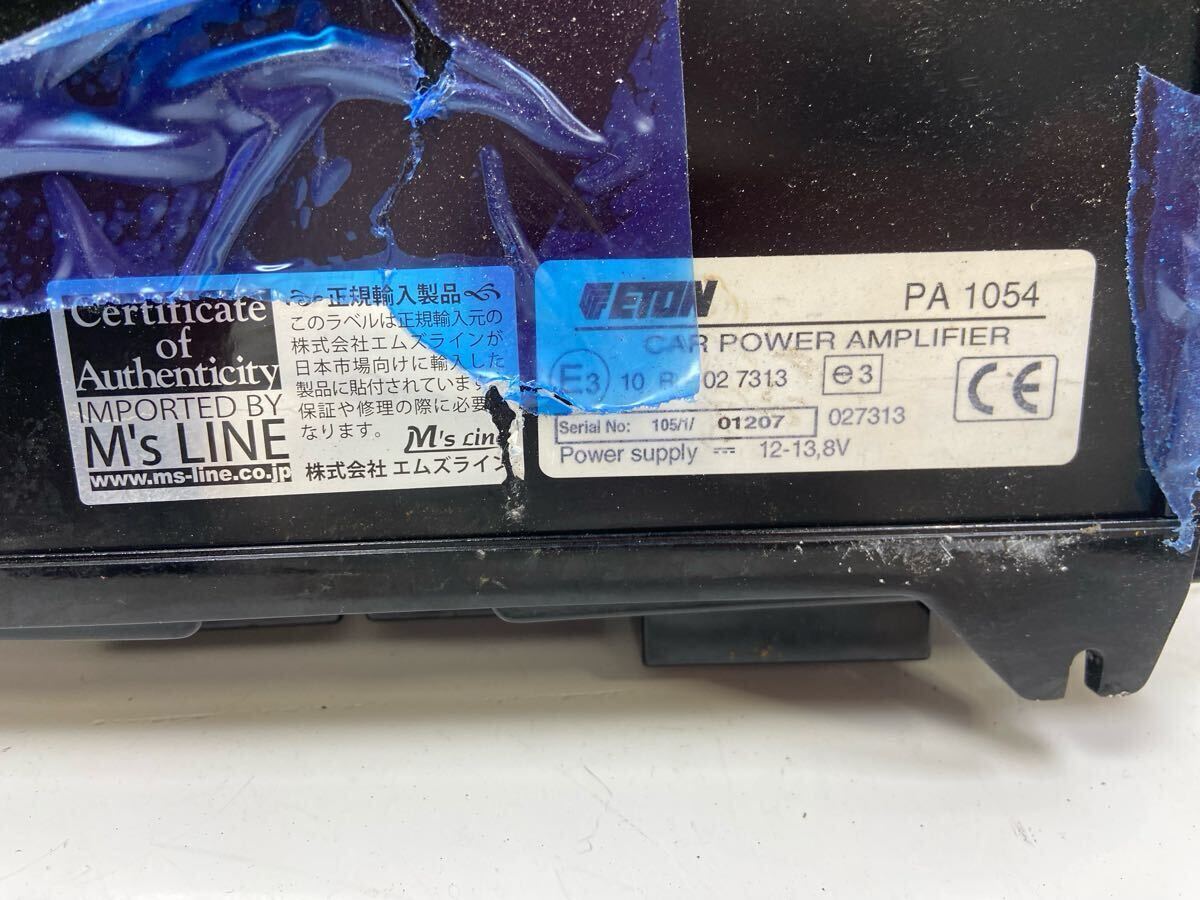 Certificate
of
Authenticity
IMPORTED BY
M's LINE
www.ms-line.co.jp
正規輸入製品
このラベルは正規輸入元の
株式会社エムズラインが
日本市場向けに輸入した
製品に貼付されています
保証や修理の際に必要
なります。
M's Line
株式会社 エムズライン
ETON PA 1054
CAR POWER AMPLIFIER
E3 10 R 02 7313 3 CE
Serial No: 105/1/ 01207 027313
Power supply 12-13,8V